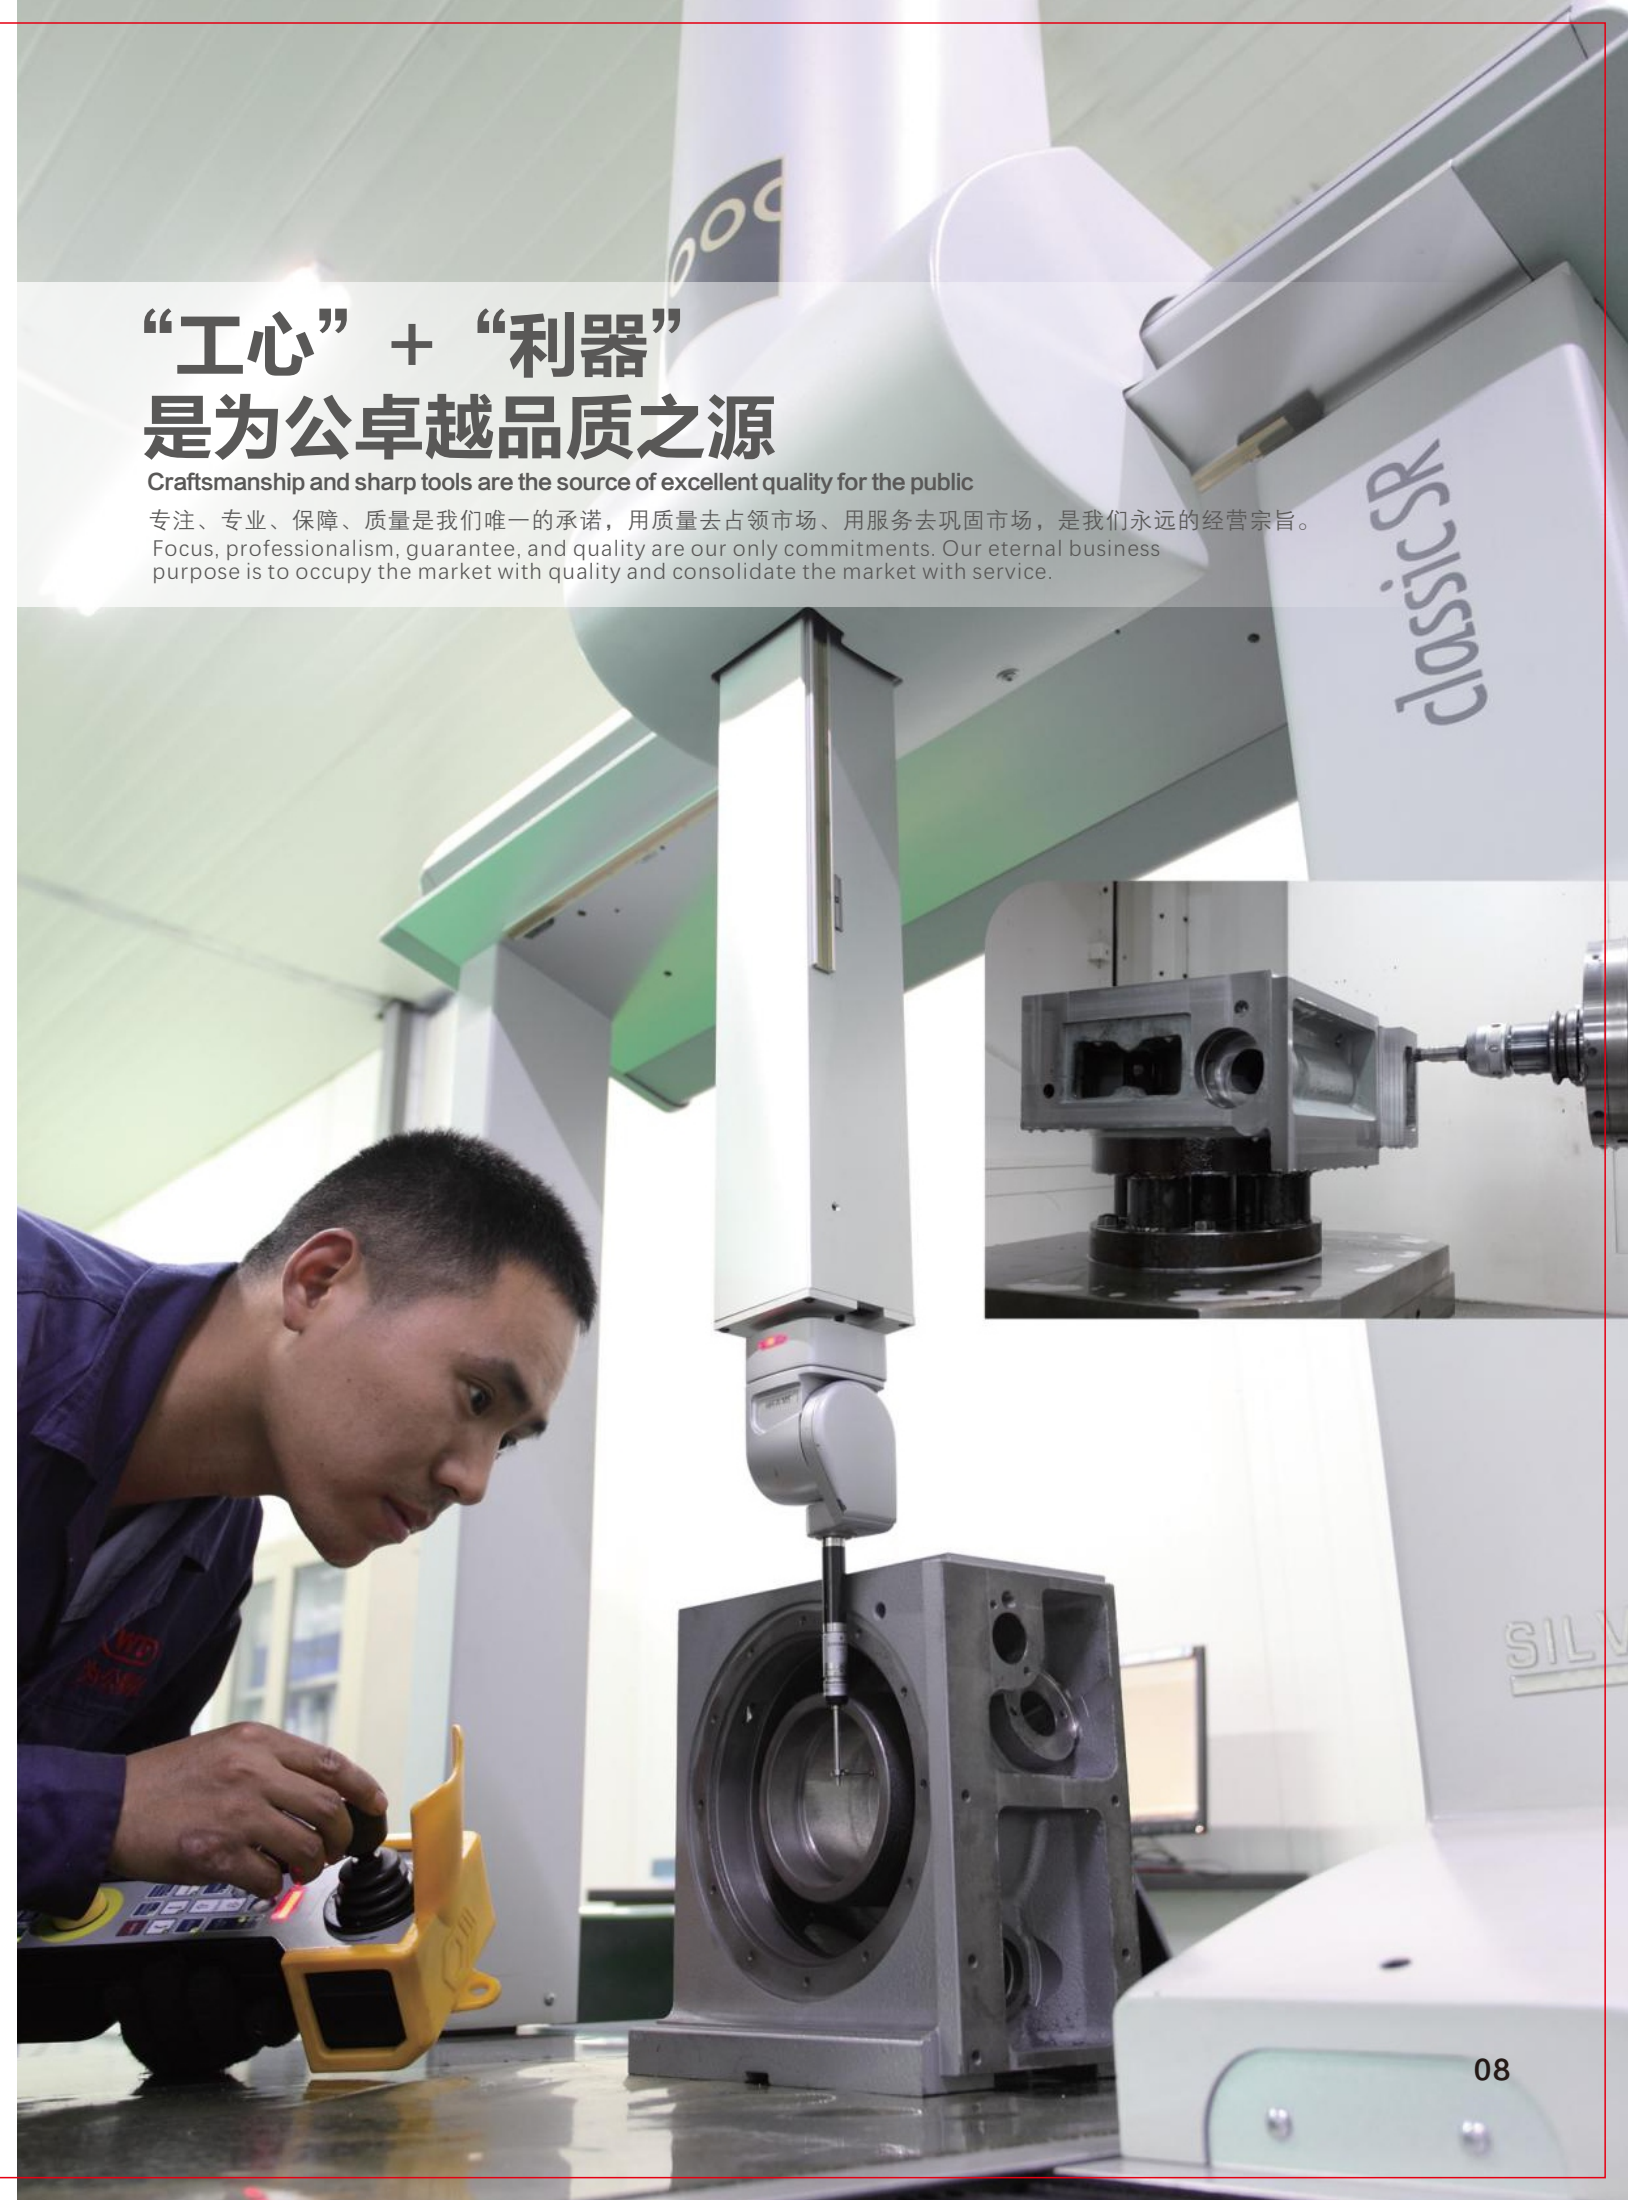 “工心”+“利器”
是为公卓越品质之源
Craftsmanship and sharp tools are the source of excellent quality for the public
专注、专业、保障、质量是我们唯一的承诺，用质量去占领市场、用服务去巩固市场，是我们永远的经营宗旨。
Focus, professionalism, guarantee, and quality are our only commitments. Our eternal business
purpose is to occupy the market with quality and consolidate the market with service.
classic SR
SILV
08